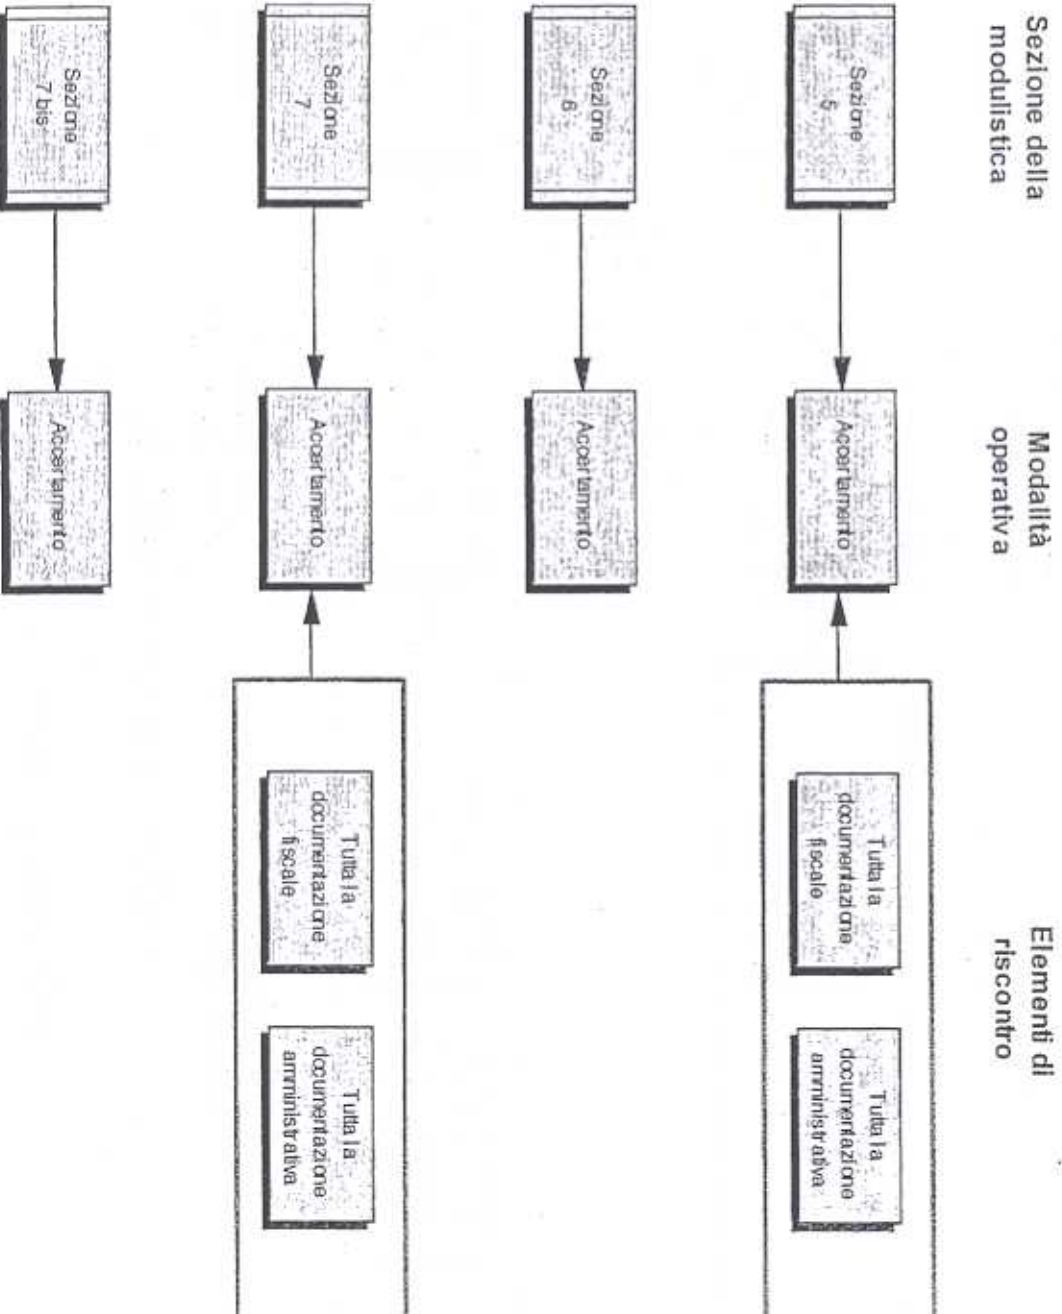 Sezione della
modulistica
Modalità
operativa
Elementi di
riscontro
Sezione
5
Accertamento
Tutta la
documentazione
fiscale
Tutta la
documentazione
amministrativa
Sezione
6
Accertamento
Sezione
7
Accertamento
Tutta la
documentazione
fiscale
Tutta la
documentazione
amministrativa
Sezione
7 bis
Accertamento